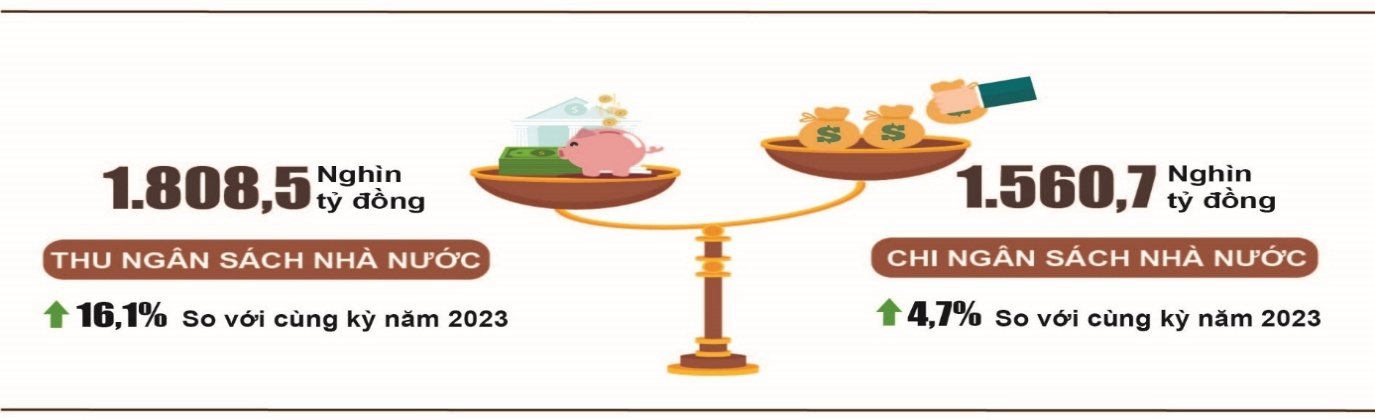 1.808,5 Nghìn
tỷ đồng
THU NGÂN SÁCH NHÀ NƯỚC
16,1% So với cùng kỳ năm 2023
1.560,7 Nghìn
tỷ đồng
CHI NGÂN SÁCH NHÀ NƯỚC
4,7% So với cùng kỳ năm 2023
$
$